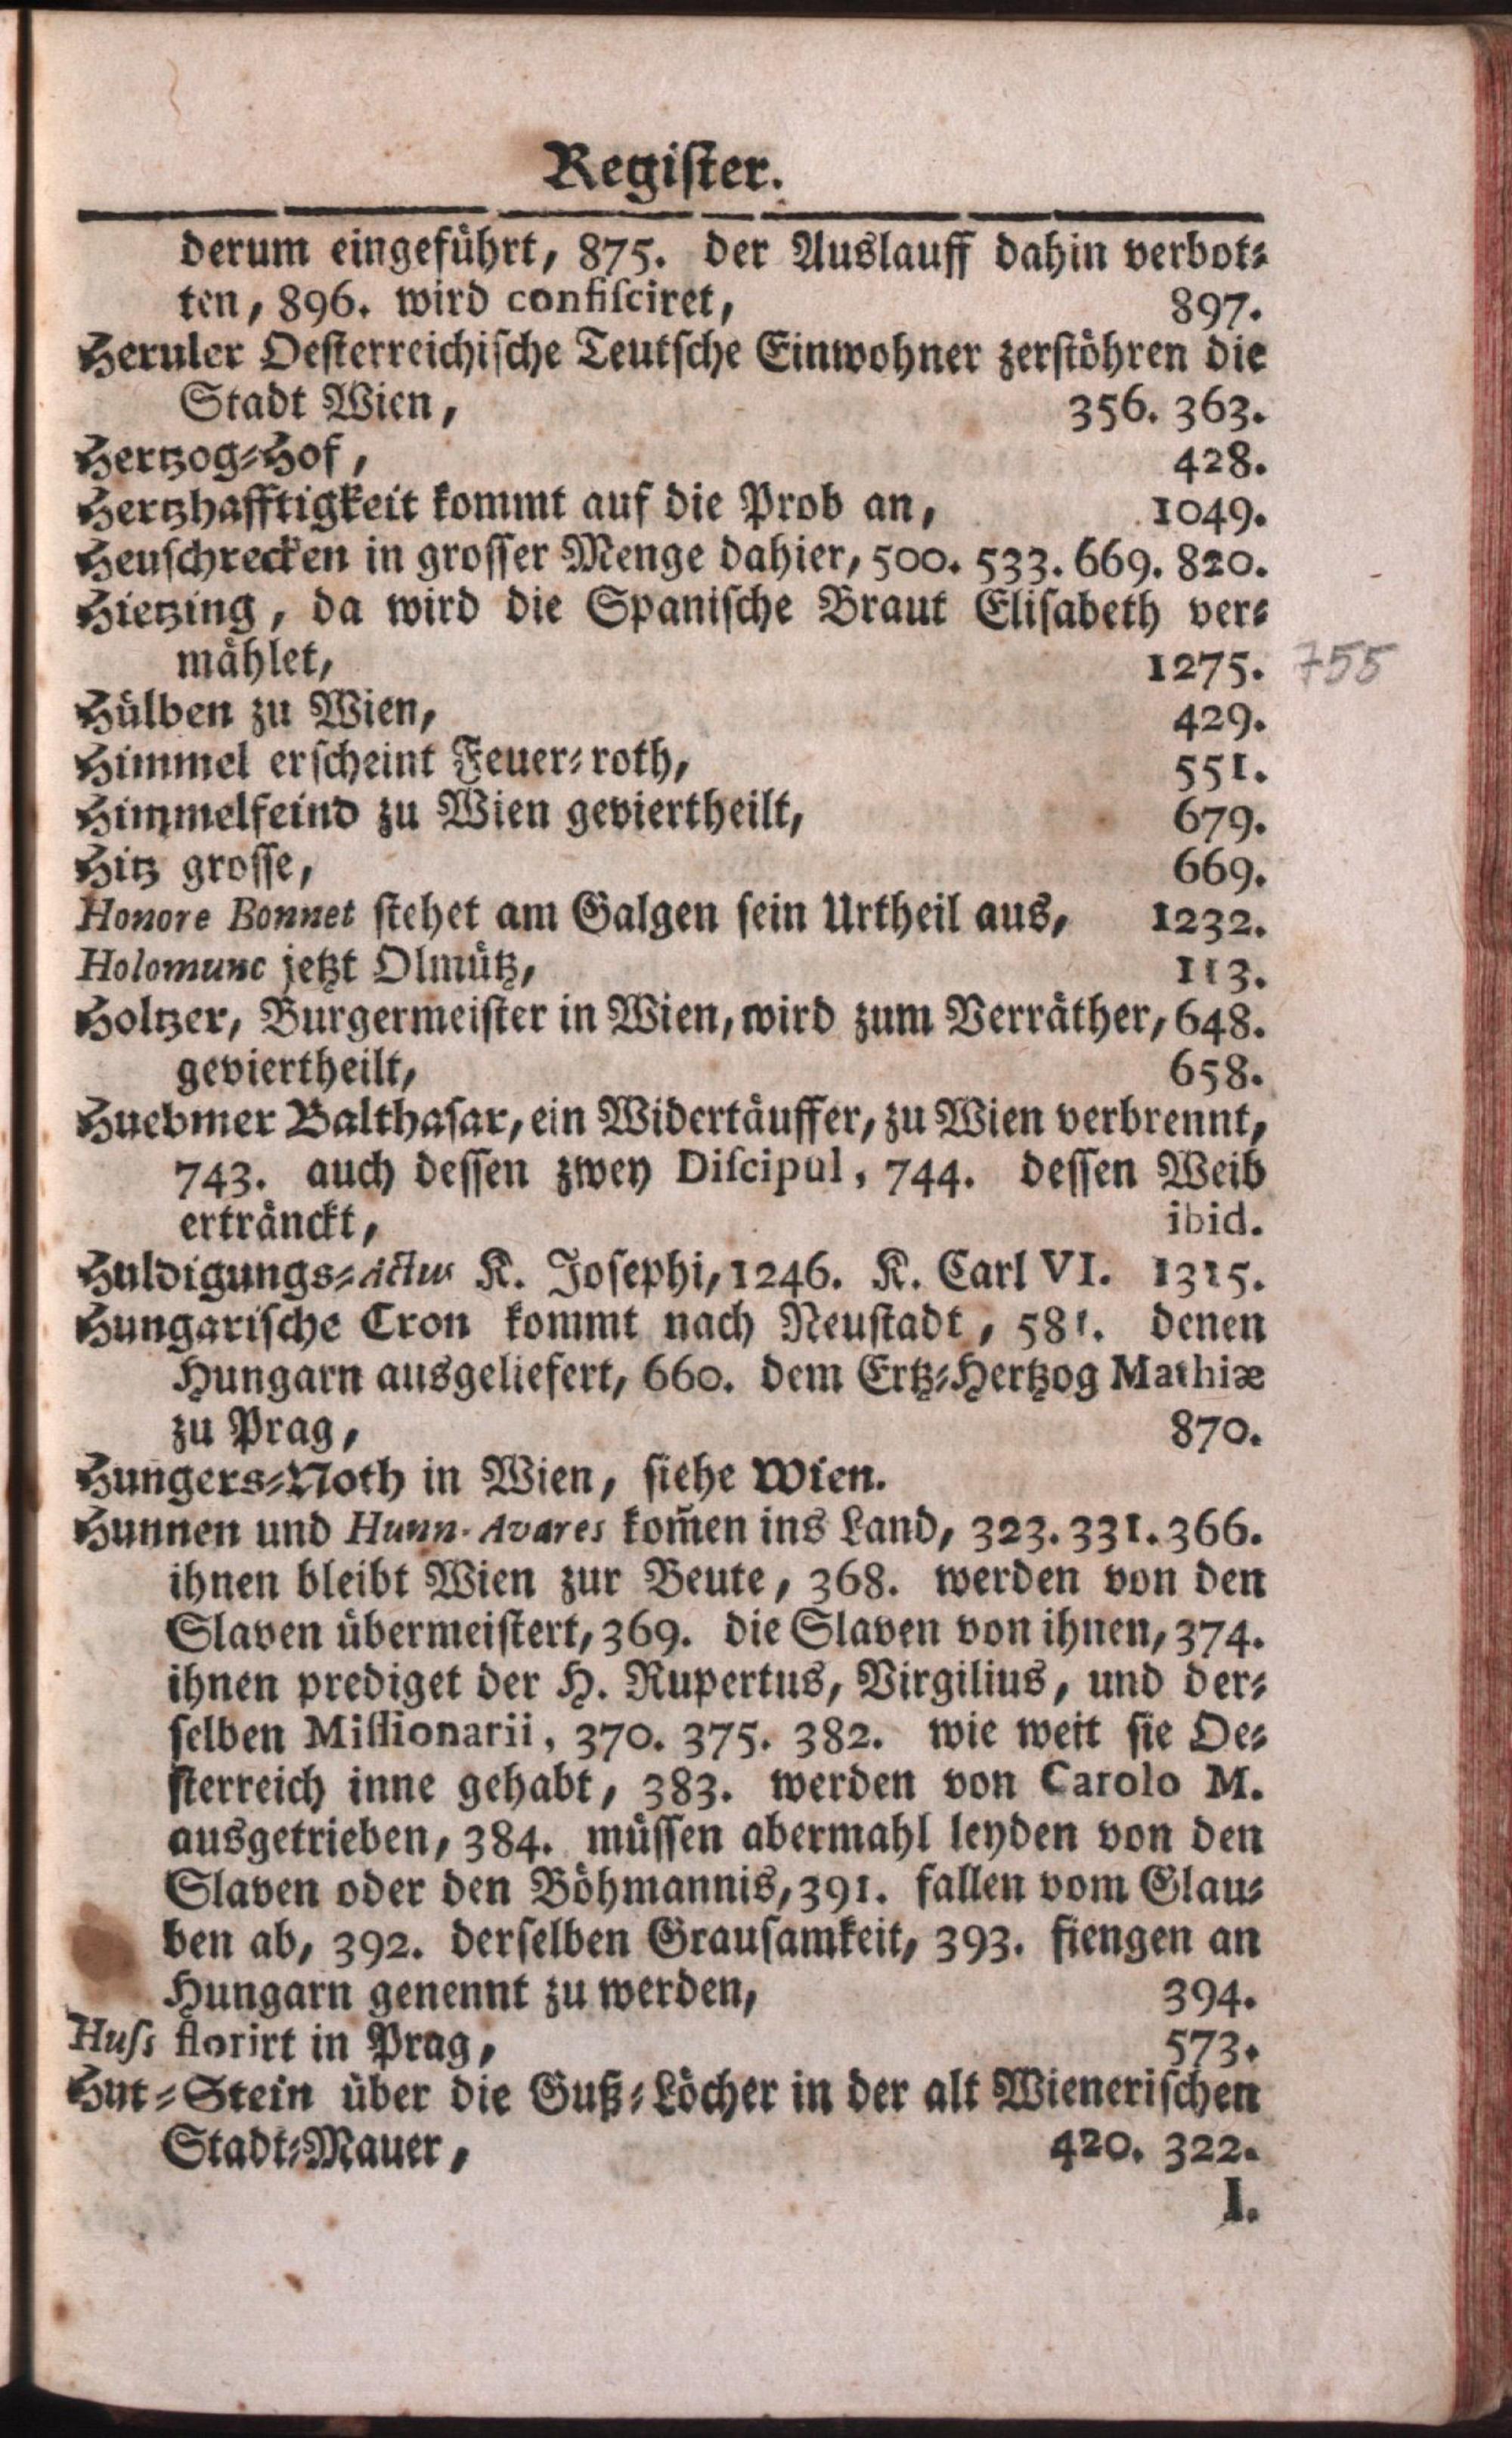 Register.
derum eingeführt, 875. der Auslauff dahin verbot-
ten, 896. wird confisciret, 897.
Heruler Oesterreichische Teutsche Einwohner zerstöhren die
Stadt Wien, 356. 363.
Hertzog-Hof, 428.
Hertzhafftigkeit kommt auf die Prob an, 1049.
Heuschrecken in grosser Menge dahier, 500. 533. 669. 820.
Hietzing, da wird die Spanische Braut Elisabeth ver-
mählet, 1275. 755
Hülben zu Wien, 429.
Himmel erscheint Feuer-roth, 551.
Himmelfeind zu Wien geviertheilt, 679.
Hitz grosse, 669.
Honore Bonnet stehet am Galgen sein Urtheil aus, 1232.
Holomunc jetzt Olmütz, 113.
Holtzer, Burgermeister in Wien, wird zum Verräther, 648.
geviertheilt, 658.
Huebmer Balthasar, ein Widertäuffer, zu Wien verbrennt,
743. auch dessen zwey Discipul, 744. dessen Weib
ertränckt, ibid.
Huldigungs-Actus K. Josephi, 1246. K. Carl VI. 1315.
Hungarische Cron kommt nach Neustadt, 581. denen
Hungarn ausgeliefert, 660. dem Ertz-Hertzog Mathiæ
zu Prag, 870.
Hungers-Noth in Wien, siehe Wien.
Hunnen und Hunn-Avares kom̃en ins Land, 323. 331. 366.
ihnen bleibt Wien zur Beute, 368. werden von den
Slaven übermeistert, 369. die Slaven von ihnen, 374.
ihnen prediget der H. Rupertus, Virgilius, und der-
selben Missionarii, 370. 375. 382. wie weit sie Oe-
sterreich inne gehabt, 383. werden von Carolo M.
ausgetrieben, 384. müssen abermahl leyden von den
Slaven oder den Böhmannis, 391. fallen vom Glau-
ben ab, 392. derselben Grausamkeit, 393. fiengen an
Hungarn genennt zu werden, 394.
Huss florirt in Prag, 573.
Hut-Stein über die Guß-Löcher in der alt Wienerischen
Stadt-Mauer, 420. 322.
I.